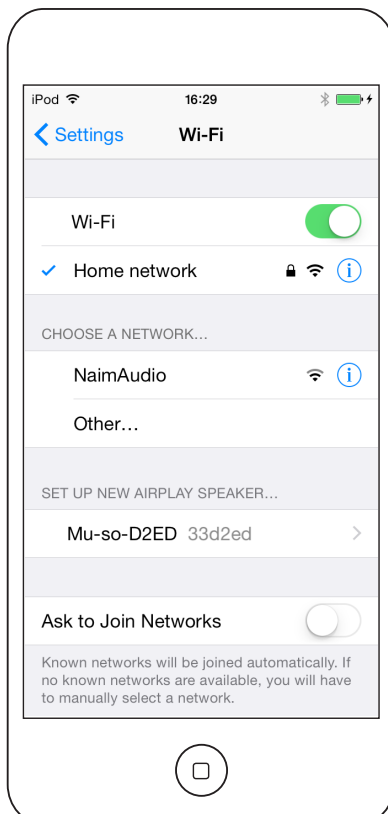 iPod 16:29
Settings Wi-Fi
Wi-Fi
Home network
CHOOSE A NETWORK...
NaimAudio
Other...
SET UP NEW AIRPLAY SPEAKER...
Mu-so-D2ED 33d2ed
Ask to Join Networks
Known networks will be joined automatically. If
no known networks are available, you will have
to manually select a network.